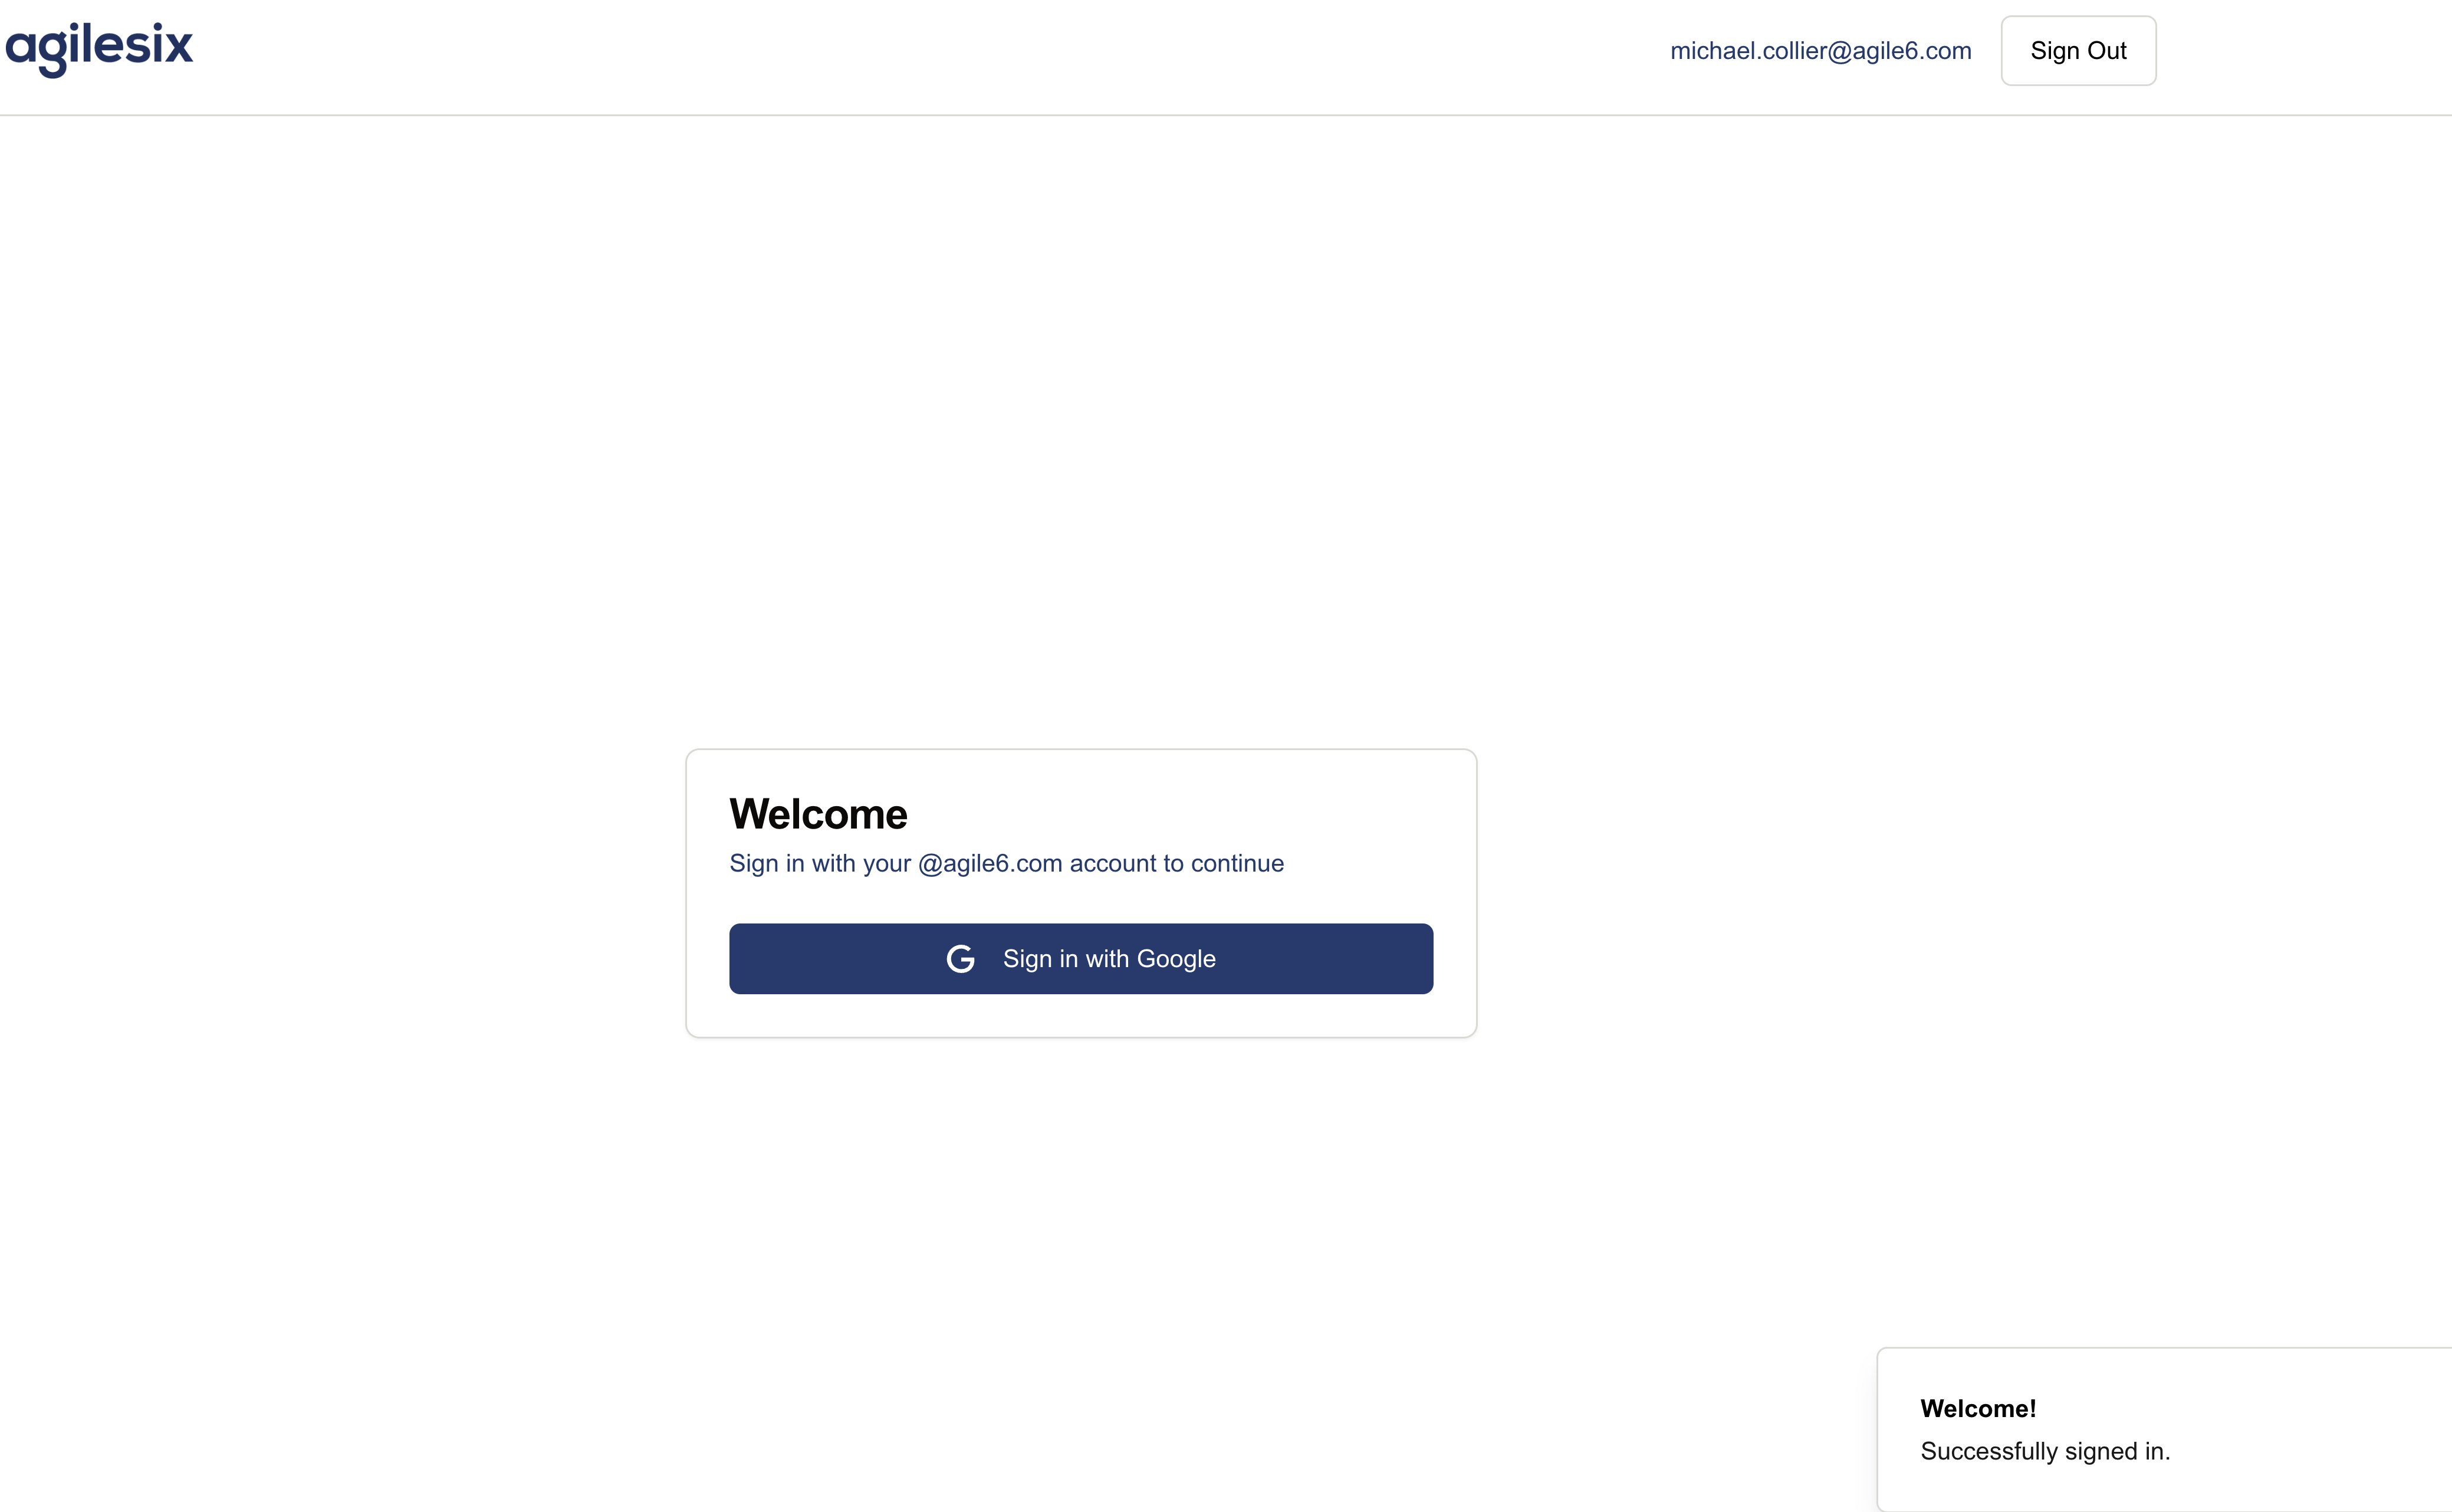 agilesix
michael.collier@agile6.com
Sign Out
Welcome
Sign in with your @agile6.com account to continue
G Sign in with Google
Welcome!
Successfully signed in.